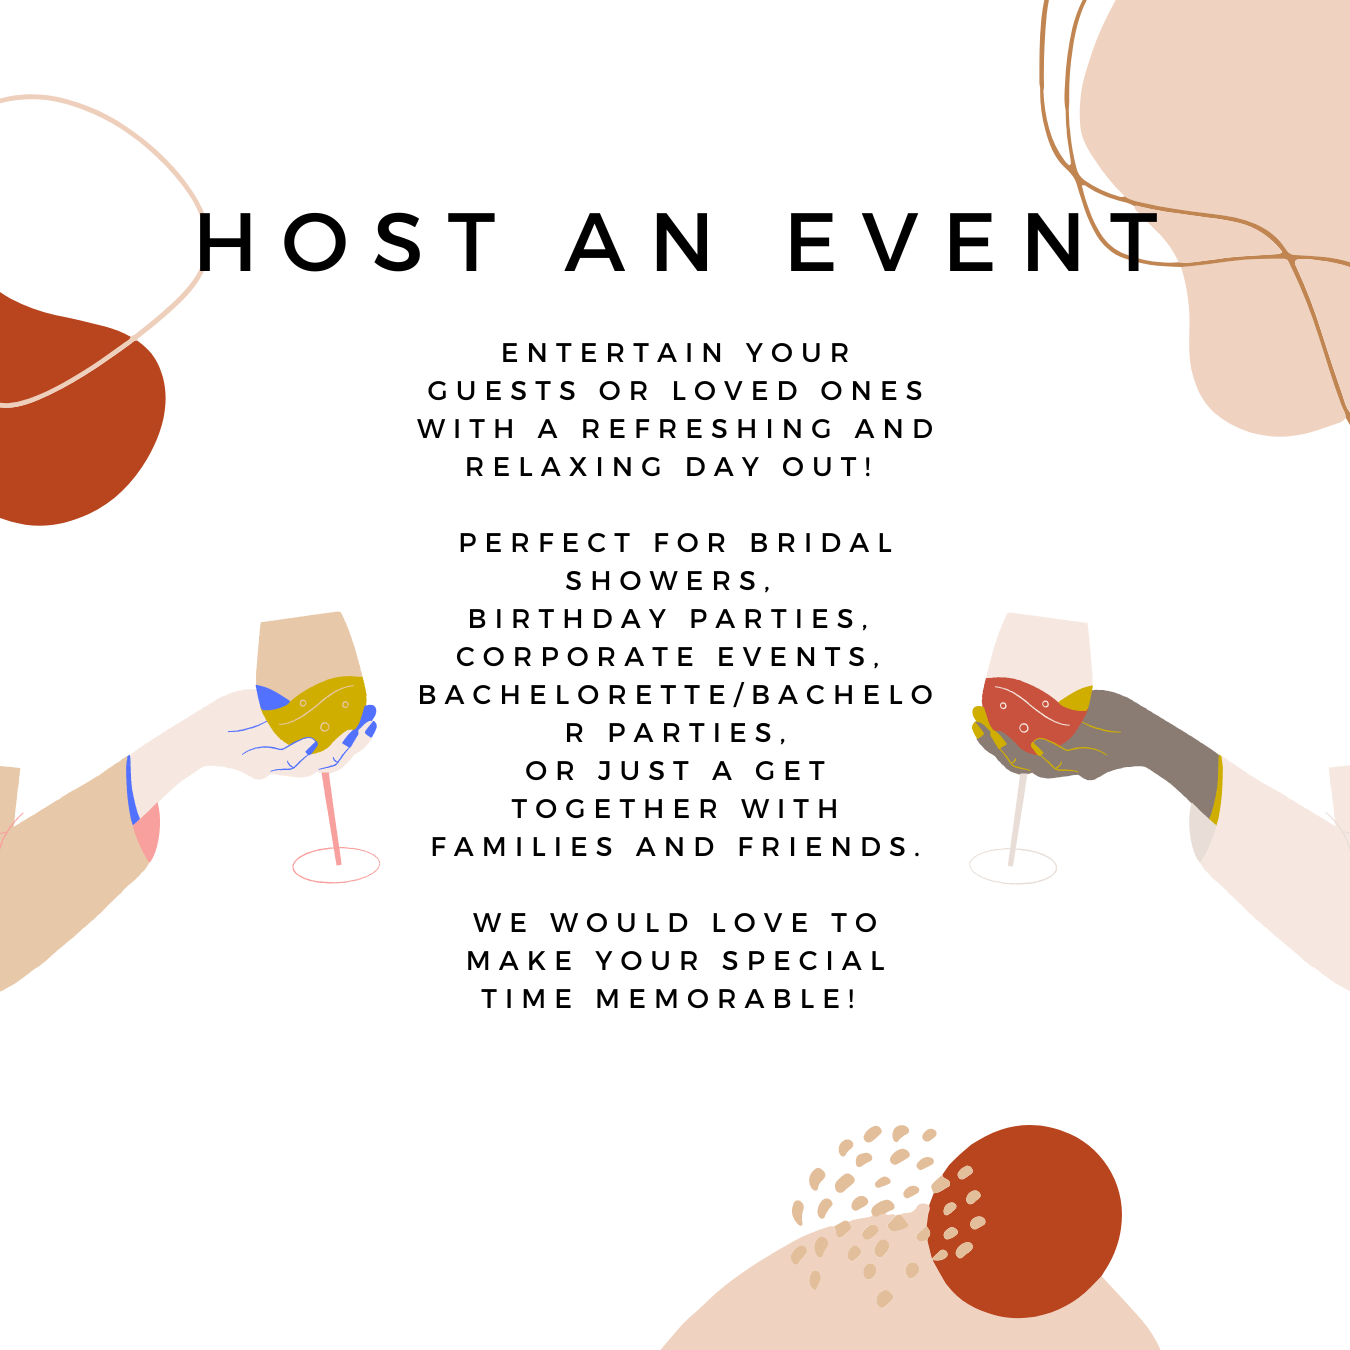 HOST AN EVENT
ENTERTAIN YOUR
GUESTS OR LOVED ONES
WITH A REFRESHING AND
RELAXING DAY OUT!
PERFECT FOR BRIDAL
SHOWERS,
BIRTHDAY PARTIES,
CORPORATE EVENTS,
BACHELORETTE/BACHELO
R PARTIES,
OR JUST A GET
TOGETHER WITH
FAMILIES AND FRIENDS.
WE WOULD LOVE TO
MAKE YOUR SPECIAL
TIME MEMORABLE!